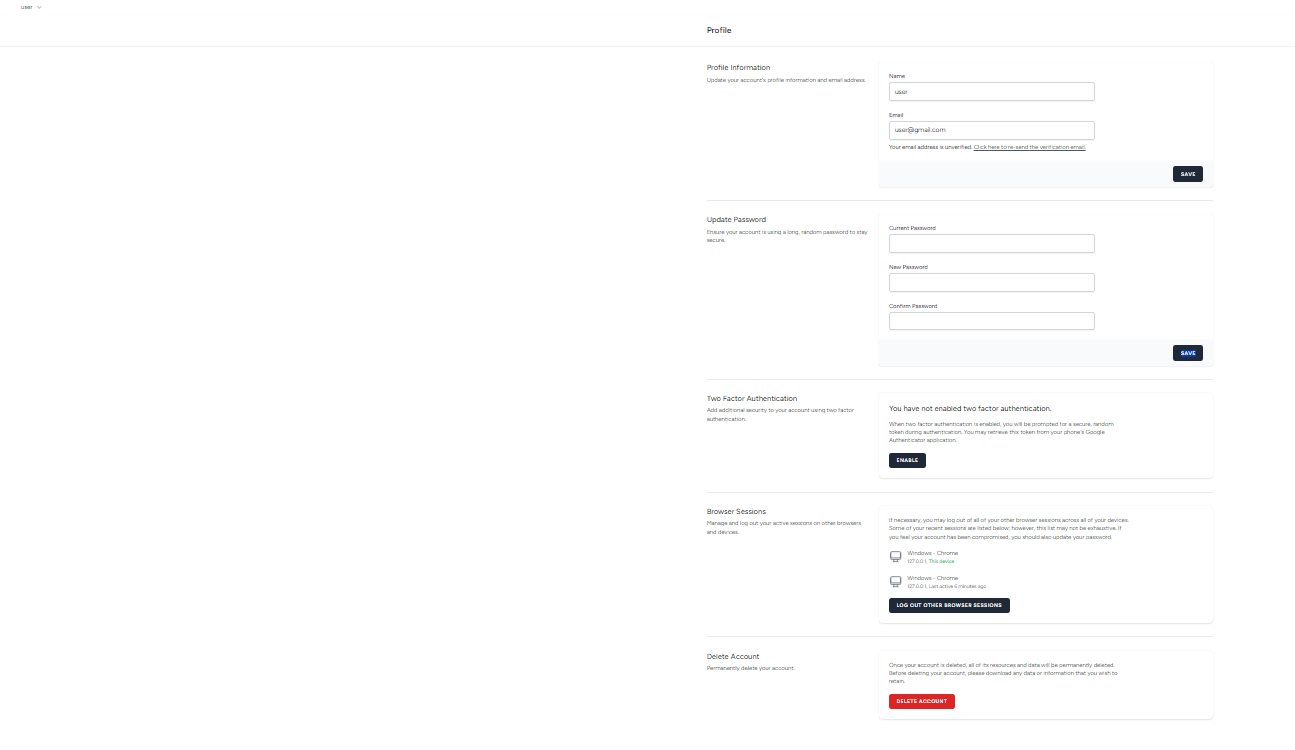 user
Profile
Profile Information
Update your account's profile information and email address.
Name
user
Email
user@gmail.com
Your email address is unverified. Click here to re-send the verification email.
SAVE
Update Password
Ensure your account is using a long, random password to stay
secure.
Current Password
New Password
Confirm Password
SAVE
Two Factor Authentication
Add additional security to your account using two factor
authentication.
You have not enabled two factor authentication.
When two factor authentication is enabled, you will be prompted for a secure, random
token during authentication. You may retrieve this token from your phone's Google
Authenticator application.
ENABLE
Browser Sessions
Manage and log out your active sessions on other browsers
and devices.
If necessary, you may log out of all of your other browser sessions across all of your devices.
Some of your recent sessions are listed below; however, this list may not be exhaustive. If
you feel your account has been compromised, you should also update your password.
Windows - Chrome
127.0.0.1, This device
Windows - Chrome
127.0.0.1, Last active 5 minutes ago
LOG OUT OTHER BROWSER SESSIONS
Delete Account
Permanently delete your account.
Once your account is deleted, all of its resources and data will be permanently deleted.
Before deleting your account, please download any data or information that you wish to
retain.
DELETE ACCOUNT